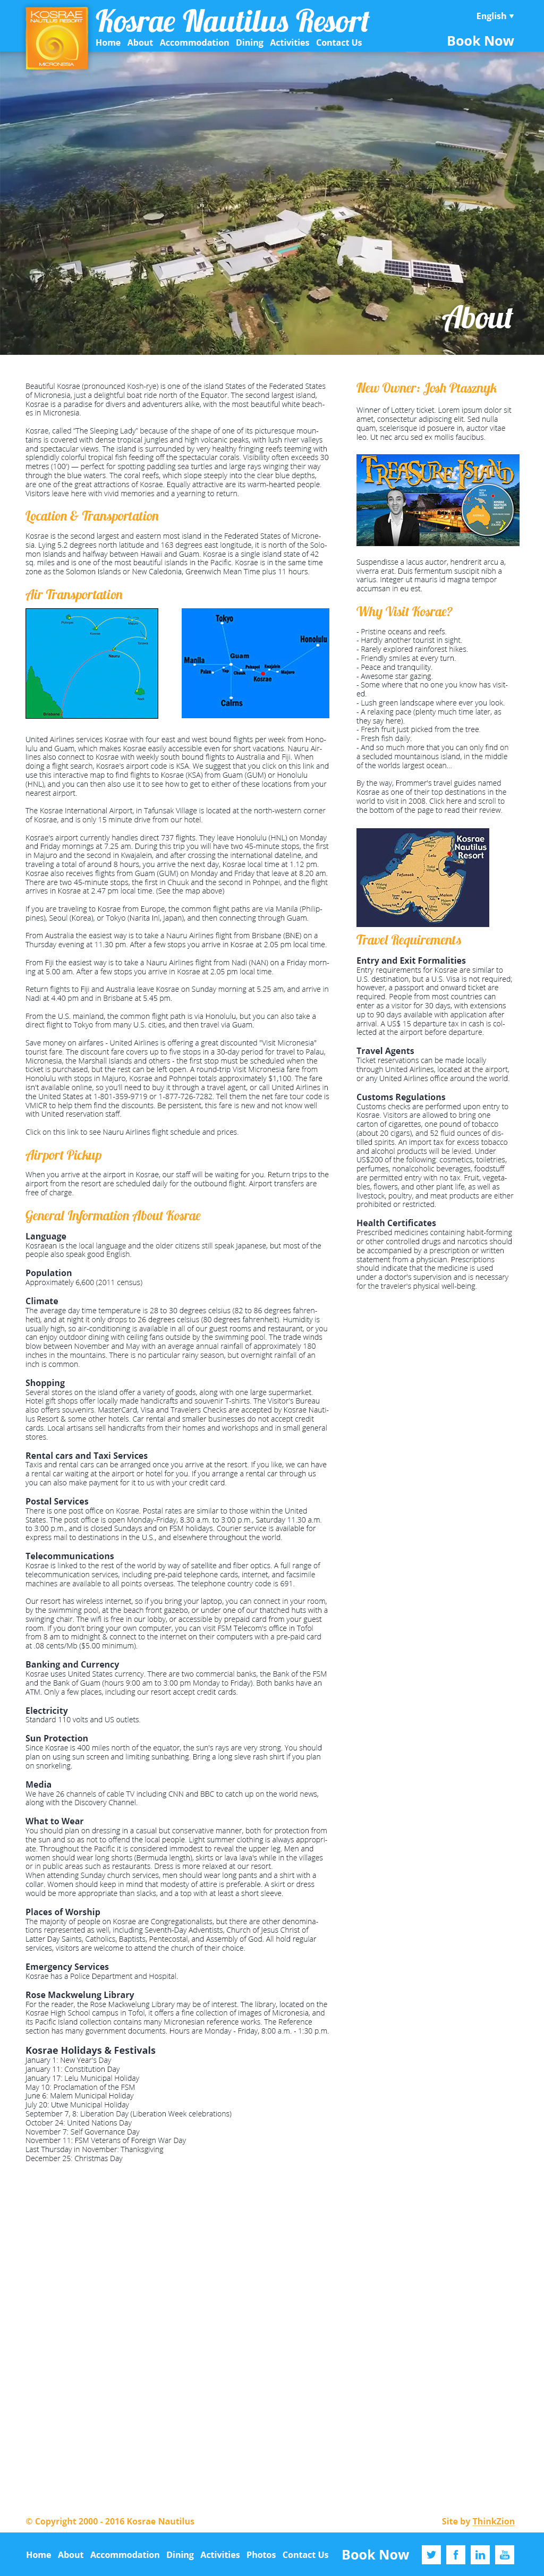 KOSRAE
NAUTILUS RESORT
MICRONESIA
Kosrae Nautilus Resort
English ▾
Home About Accommodation Dining Activities Contact Us
Book Now
About
Beautiful Kosrae (pronounced Kosh-rye) is one of the island States of the Federated States
of Micronesia, just a delightful boat ride north of the Equator. The second largest island,
Kosrae is a paradise for divers and adventurers alike, with the most beautiful white beach-
es in Micronesia.
Kosrae, called "The Sleeping Lady" because of the shape of one of its picturesque moun-
tains is covered with dense tropical jungles and high volcanic peaks, with lush river valleys
and spectacular views. The island is surrounded by very healthy fringing reefs teeming with
splendidly colorful tropical fish feeding off the spectacular corals. Visibility often exceeds 30
metres (100') — perfect for spotting paddling sea turtles and large rays winging their way
through the blue waters. The coral reefs, which slope steeply into the clear blue depths,
are one of the great attractions of Kosrae. Equally attractive are its warm-hearted people.
Visitors leave here with vivid memories and a yearning to return.
Location & Transportation
Kosrae is the second largest and eastern most island in the Federated States of Microne-
sia. Lying 5.2 degrees north latitude and 163 degrees east longitude, it is north of the Solo-
mon Islands and halfway between Hawaii and Guam. Kosrae is a single island state of 42
sq. miles and is one of the most beautiful islands in the Pacific. Kosrae is in the same time
zone as the Solomon Islands or New Caledonia, Greenwich Mean Time plus 11 hours.
Air Transportation
Brisbane
Tokyo
Honolulu
Guam
Manila
Palau Yap Chuuk Pohnpei Kwajalein Majuro
Kosrae
Cairns
United Airlines services Kosrae with four east and west bound flights per week from Hono-
lulu and Guam, which makes Kosrae easily accessible even for short vacations. Nauru Air-
lines also connect to Kosrae with weekly south bound flights to Australia and Fiji. When
doing a flight search, Kosrae's airport code is KSA. We suggest that you click on this link and
use this interactive map to find flights to Kosrae (KSA) from Guam (GUM) or Honolulu
(HNL), and you can then also use it to see how to get to either of these locations from your
nearest airport.
The Kosrae International Airport, in Tafunsak Village is located at the north-western corner
of Kosrae, and is only 15 minute drive from our hotel.
Kosrae's airport currently handles direct 737 flights. They leave Honolulu (HNL) on Monday
and Friday mornings at 7.25 am. During this trip you will have two 45-minute stops, the first
in Majuro and the second in Kwajalein, and after crossing the international dateline, and
traveling a total of around 8 hours, you arrive the next day, Kosrae local time at 1.12 pm.
Kosrae also receives flights from Guam (GUM) on Monday and Friday that leave at 8.20 am.
There are two 45-minute stops, the first in Chuuk and the second in Pohnpei, and the flight
arrives in Kosrae at 2.47 pm local time. (See the map above)
If you are traveling to Kosrae from Europe, the common flight paths are via Manila (Philip-
pines), Seoul (Korea), or Tokyo (Narita Inl, Japan), and then connecting through Guam.
From Australia the easiest way is to take a Nauru Airlines flight from Brisbane (BNE) on a
Thursday evening at 11.30 pm. After a few stops you arrive in Kosrae at 2.05 pm local time.
From Fiji the easiest way is to take a Nauru Airlines flight from Nadi (NAN) on a Friday morn-
ing at 5.00 am. After a few stops you arrive in Kosrae at 2.05 pm local time.
Return flights to Fiji and Australia leave Kosrae on Sunday morning at 5.25 am, and arrive in
Nadi at 4.40 pm and in Brisbane at 5.45 pm.
From the U.S. mainland, the common flight path is via Honolulu, but you can also take a
direct flight to Tokyo from many U.S. cities, and then travel via Guam.
Save money on airfares - United Airlines is offering a great discounted "Visit Micronesia"
tourist fare. The discount fare covers up to five stops in a 30-day period for travel to Palau,
Micronesia, the Marshall Islands and others - the first stop must be scheduled when the
ticket is purchased, but the rest can be left open. A round-trip Visit Micronesia fare from
Honolulu with stops in Majuro, Kosrae and Pohnpei totals approximately $1,100. The fare
isn't available online, so you'll need to buy it through a travel agent, or call United Airlines in
the United States at 1-801-359-9719 or 1-877-726-7282. Tell them the net fare tour code is
VMICR to help them find the discounts. Be persistent, this fare is new and not know well
with United reservation staff.
Click on this link to see Nauru Airlines flight schedule and prices.
Airport Pickup
When you arrive at the airport in Kosrae, our staff will be waiting for you. Return trips to the
airport from the resort are scheduled daily for the outbound flight. Airport transfers are
free of charge.
General Information About Kosrae
Language
Kosraean is the local language and the older citizens still speak Japanese, but most of the
people also speak good English.
Population
Approximately 6,600 (2011 census)
Climate
The average day time temperature is 28 to 30 degrees celsius (82 to 86 degrees fahren-
heit), and at night it only drops to 26 degrees celsius (80 degrees fahrenheit). Humidity is
usually high, so air-conditioning is available in all of our guest rooms and restaurant, or you
can enjoy outdoor dining with ceiling fans outside by the swimming pool. The trade winds
blow between November and May with an average annual rainfall of approximately 180
inches in the mountains. There is no particular rainy season, but overnight rainfall of an
inch is common.
Shopping
Several stores on the island offer a variety of goods, along with one large supermarket.
Hotel gift shops offer locally made handicrafts and souvenir T-shirts. The Visitor's Bureau
also offers souvenirs. MasterCard, Visa and Travelers Checks are accepted by Kosrae Nauti-
lus Resort & some other hotels. Car rental and smaller businesses do not accept credit
cards. Local artisans sell handicrafts from their homes and workshops and in small general
stores.
Rental cars and Taxi Services
Taxis and rental cars can be arranged once you arrive at the resort. If you like, we can have
a rental car waiting at the airport or hotel for you. If you arrange a rental car through us
you can also make payment for it to us with your credit card.
Postal Services
There is one post office on Kosrae. Postal rates are similar to those within the United
States. The post office is open Monday-Friday, 8.30 a.m. to 3:00 p.m., Saturday 11.30 a.m.
to 3:00 p.m., and is closed Sundays and on FSM holidays. Courier service is available for
express mail to destinations in the U.S., and elsewhere throughout the world.
Telecommunications
Kosrae is linked to the rest of the world by way of satellite and fiber optics. A full range of
telecommunication services, including pre-paid telephone cards, internet, and facsimile
machines are available to all points overseas. The telephone country code is 691.
Our resort has wireless internet, so if you bring your laptop, you can connect in your room,
by the swimming pool, at the beach front gazebo, or under one of our thatched huts with a
swinging chair. The wifi is free in our lobby, or accessible by prepaid card from your guest
room. If you don't bring your own computer, you can visit FSM Telecom's office in Tofol
from 8 am to midnight & connect to the internet on their computers with a pre-paid card
at .08 cents/Mb ($5.00 minimum).
Banking and Currency
Kosrae uses United States currency. There are two commercial banks, the Bank of the FSM
and the Bank of Guam (hours 9:00 am to 3:00 pm Monday to Friday). Both banks have an
ATM. Only a few places, including our resort accept credit cards.
Electricity
Standard 110 volts and US outlets.
Sun Protection
Since Kosrae is 400 miles north of the equator, the sun's rays are very strong. You should
plan on using sun screen and limiting sunbathing. Bring a long sleve rash shirt if you plan
on snorkeling.
Media
We have 26 channels of cable TV including CNN and BBC to catch up on the world news,
along with the Discovery Channel.
What to Wear
You should plan on dressing in a casual but conservative manner, both for protection from
the sun and so as not to offend the local people. Light summer clothing is always appropri-
ate. Throughout the Pacific it is considered immodest to reveal the upper leg. Men and
women should wear long shorts (Bermuda length), skirts or lava lava's while in the villages
or in public areas such as restaurants. Dress is more relaxed at our resort.
When attending Sunday church services, men should wear long pants and a shirt with a
collar. Women should keep in mind that modesty of attire is preferable. A skirt or dress
would be more appropriate than slacks, and a top with at least a short sleeve.
Places of Worship
The majority of people on Kosrae are Congregationalists, but there are other denomina-
tions represented as well, including Seventh-Day Adventists, Church of Jesus Christ of
Latter Day Saints, Catholics, Baptists, Pentecostal, and Assembly of God. All hold regular
services, visitors are welcome to attend the church of their choice.
Emergency Services
Kosrae has a Police Department and Hospital.
Rose Mackwelung Library
For the reader, the Rose Mackwelung Library may be of interest. The library, located on the
Kosrae High School campus in Tofol, it offers a fine collection of images of Micronesia, and
its Pacific Island collection contains many Micronesian reference works. The Reference
section has many government documents. Hours are Monday - Friday, 8:00 a.m. - 1:30 p.m.
Kosrae Holidays & Festivals
January 1: New Year's Day
January 11: Constitution Day
January 17: Lelu Municipal Holiday
May 10: Proclamation of the FSM
June 6: Malem Municipal Holiday
July 20: Utwe Municipal Holiday
September 7, 8: Liberation Day (Liberation Week celebrations)
October 24: United Nations Day
November 7: Self Governance Day
November 11: FSM Veterans of Foreign War Day
Last Thursday in November: Thanksgiving
December 25: Christmas Day
New Owner: Josh Ptasznyk
Winner of Lottery ticket. Lorem ipsum dolor sit
amet, consectetur adipiscing elit. Sed nulla
quam, scelerisque id posuere in, auctor vitae
leo. Ut nec arcu sed ex mollis faucibus.
TREASURE ISLAND
KOSRAE
NAUTILUS
RESORT
Suspendisse a lacus auctor, hendrerit arcu a,
viverra erat. Duis fermentum suscipit nibh a
varius. Integer ut mauris id magna tempor
accumsan in eu est.
Why Visit Kosrae?
- Pristine oceans and reefs.
- Hardly another tourist in sight.
- Rarely explored rainforest hikes.
- Friendly smiles at every turn.
- Peace and tranquility.
- Awesome star gazing.
- Some where that no one you know has visit-
ed.
- Lush green landscape where ever you look.
- A relaxing pace (plenty much time later, as
they say here).
- Fresh fruit just picked from the tree.
- Fresh fish daily.
- And so much more that you can only find on
a secluded mountainous island, in the middle
of the worlds largest ocean...
By the way, Frommer's travel guides named
Kosrae as one of their top destinations in the
world to visit in 2008. Click here and scroll to
the bottom of the page to read their review.
Kosrae
Nautilus
Resort
Lelu
Tafunsak
Malem
Utwe
Travel Requirements
Entry and Exit Formalities
Entry requirements for Kosrae are similar to
U.S. destination, but a U.S. Visa is not required;
however, a passport and onward ticket are
required. People from most countries can
enter as a visitor for 30 days, with extensions
up to 90 days available with application after
arrival. A US$ 15 departure tax in cash is col-
lected at the airport before departure.
Travel Agents
Ticket reservations can be made locally
through United Airlines, located at the airport,
or any United Airlines office around the world.
Customs Regulations
Customs checks are performed upon entry to
Kosrae. Visitors are allowed to bring one
carton of cigarettes, one pound of tobacco
(about 20 cigars), and 52 fluid ounces of dis-
tilled spirits. An import tax for excess tobacco
and alcohol products will be levied. Under
US$200 of the following: cosmetics, toiletries,
perfumes, nonalcoholic beverages, foodstuff
are permitted entry with no tax. Fruit, vegeta-
bles, flowers, and other plant life, as well as
livestock, poultry, and meat products are either
prohibited or restricted.
Health Certificates
Prescribed medicines containing habit-forming
or other controlled drugs and narcotics should
be accompanied by a prescription or written
statement from a physician. Prescriptions
should indicate that the medicine is used
under a doctor's supervision and is necessary
for the traveler's physical well-being.
© Copyright 2000 - 2016 Kosrae Nautilus
Site by ThinkZion
Home About Accommodation Dining Activities Photos Contact Us
Book Now